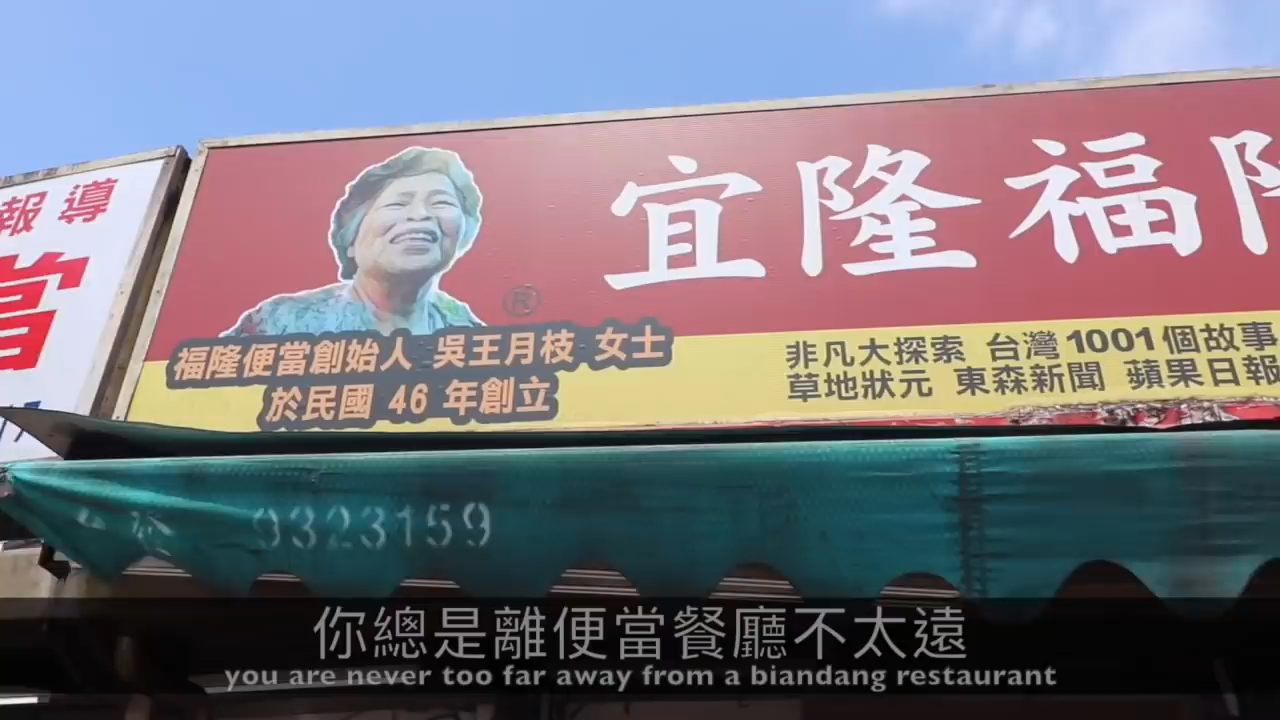 報導
當
宜隆福隆
®
福隆便當創始人 吳王月枝 女士
於民國 46 年創立
非凡大探索 台灣1001個故事
草地狀元 東森新聞 蘋果日報
9323159
你總是離便當餐廳不太遠
you are never too far away from a biandang restaurant